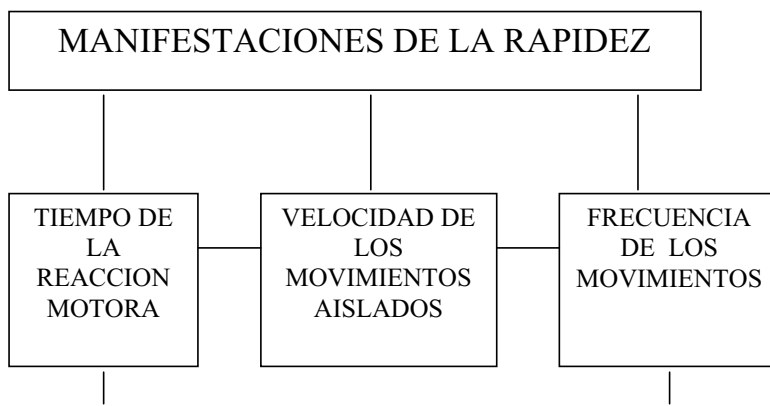 MANIFESTACIONES DE LA RAPIDEZ
TIEMPO DE
LA
REACCION
MOTORA
VELOCIDAD DE
LOS
MOVIMIENTOS
AISLADOS
FRECUENCIA
DE LOS
MOVIMIENTOS